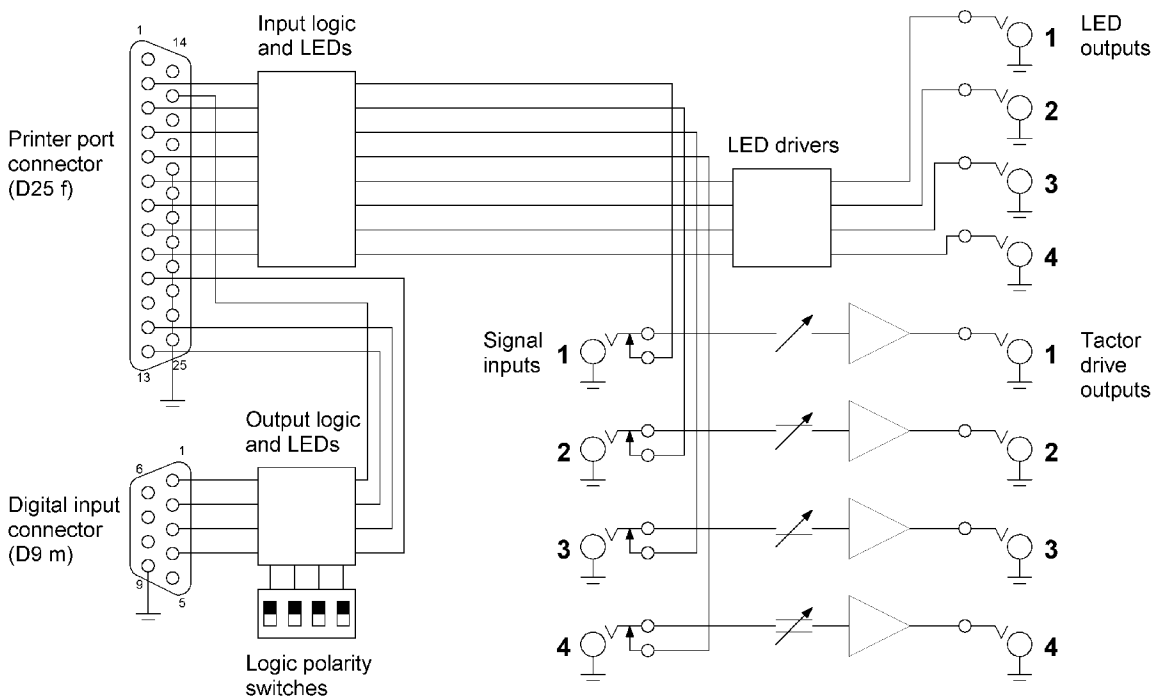 Input logic
and LEDs
LED
outputs
1
14
1
2
3
4
Printer port
connector
(D25 f)
LED drivers
13
25
Signal
inputs
1
2
3
4
Tactor
drive
outputs
1
2
3
4
Output logic
and LEDs
Digital input
connector
(D9 m)
6
1
9
5
Logic polarity
switches